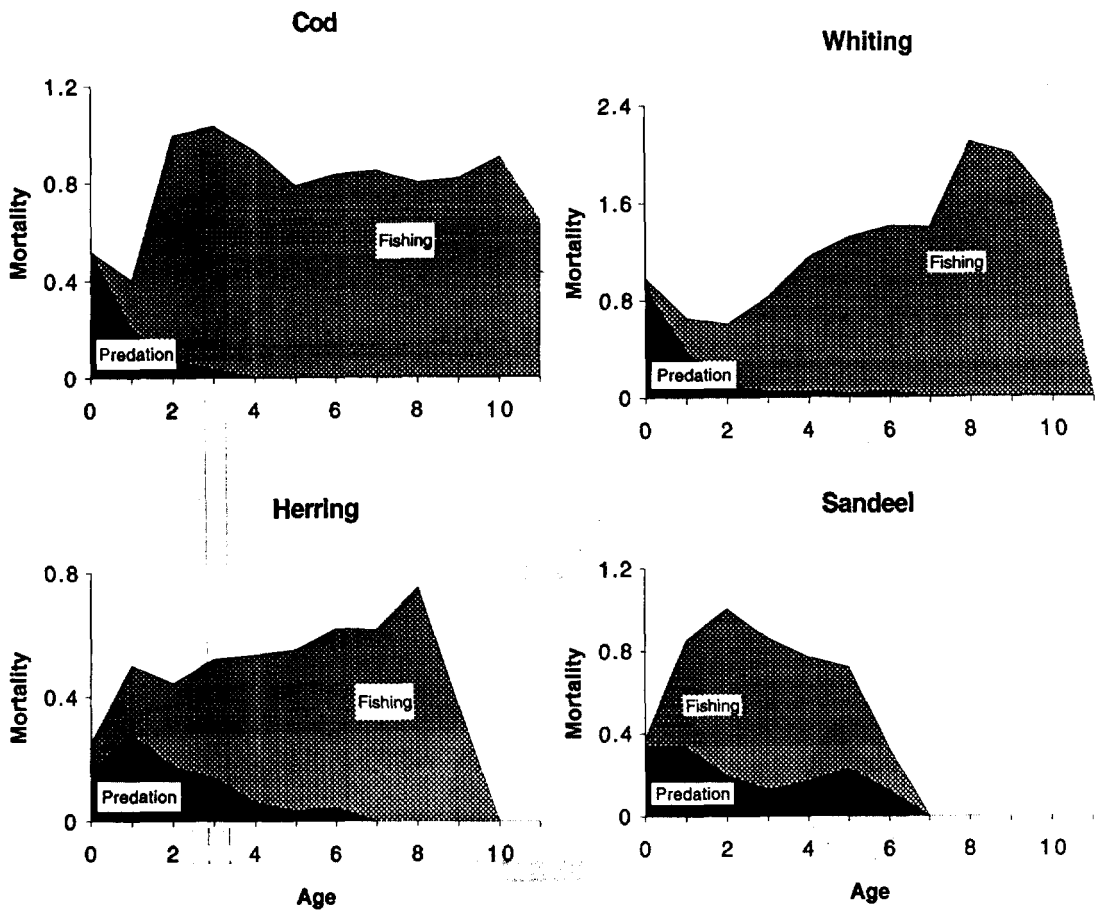 Cod
1.2
0.8
0.4
0
Mortality
Fishing
Predation
0 2 4 6 8 10
Whiting
2.4
1.6
0.8
0
Mortality
Fishing
Predation
0 2 4 6 8 10
Herring
0.8
0.4
0
Mortality
Fishing
Predation
0 2 4 6 8 10
Age
Sandeel
1.2
0.8
0.4
0
Mortality
Fishing
Predation
0 2 4 6 8 10
Age